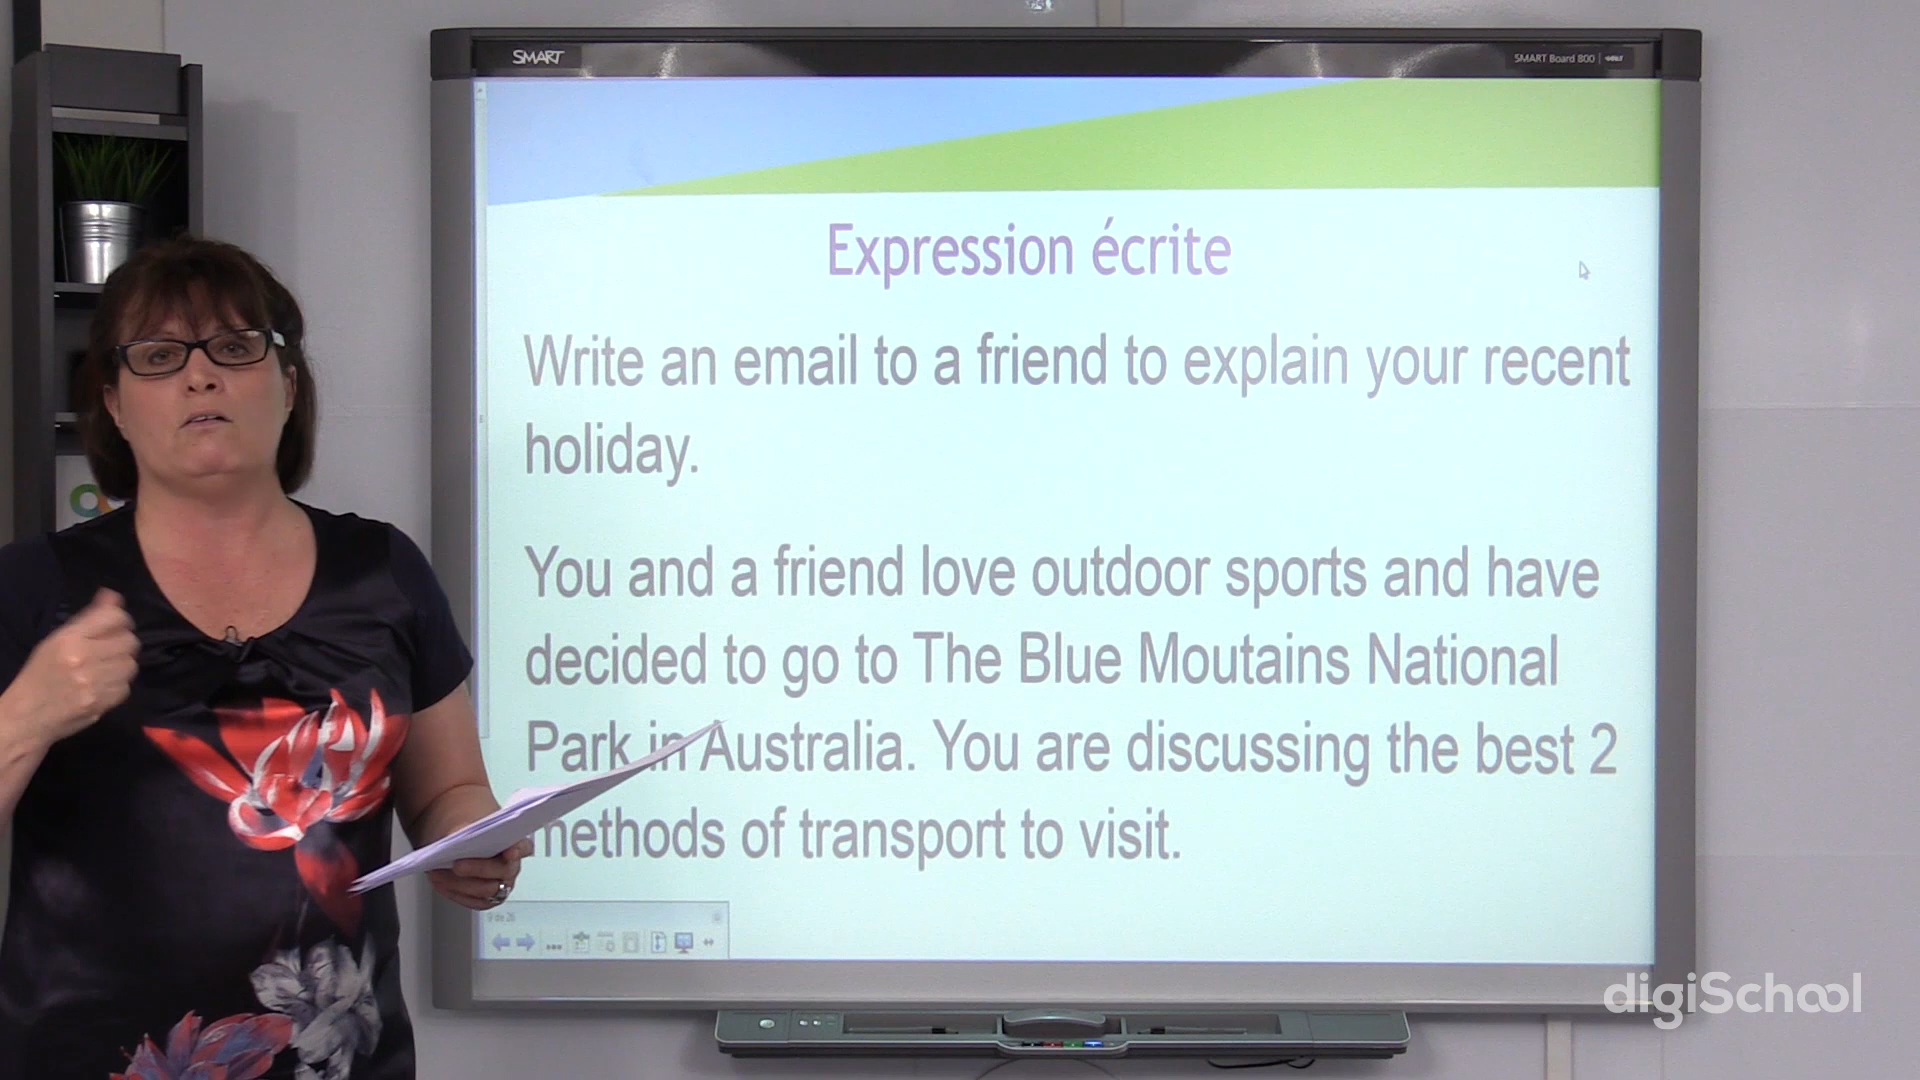 SMART
SMART Board 800
Expression écrite
Write an email to a friend to explain your recent
holiday.
You and a friend love outdoor sports and have
decided to go to The Blue Moutains National
Park in Australia. You are discussing the best 2
methods of transport to visit.
de 26
digiSchool